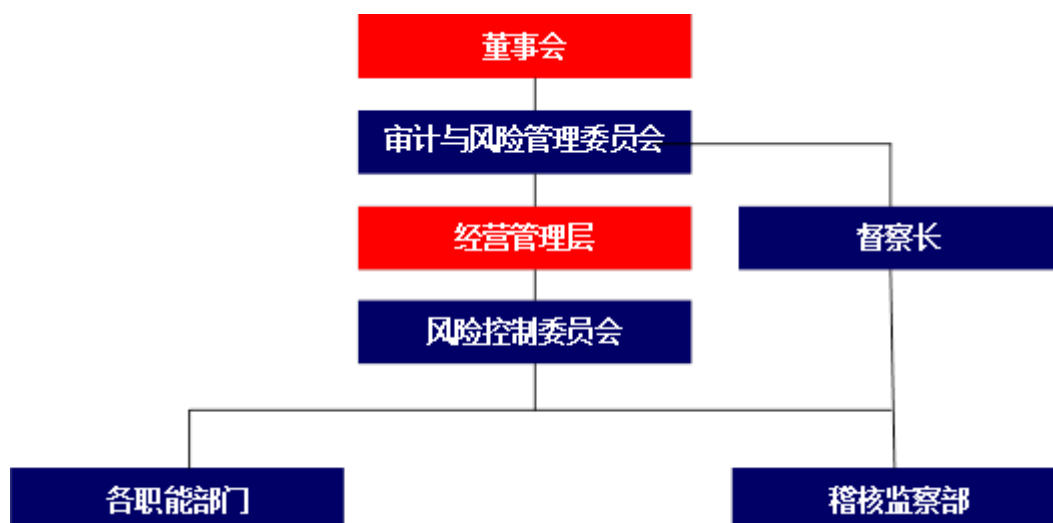 董事会
审计与风险管理委员会
经营管理层
督察长
风险控制委员会
各职能部门
稽核监察部